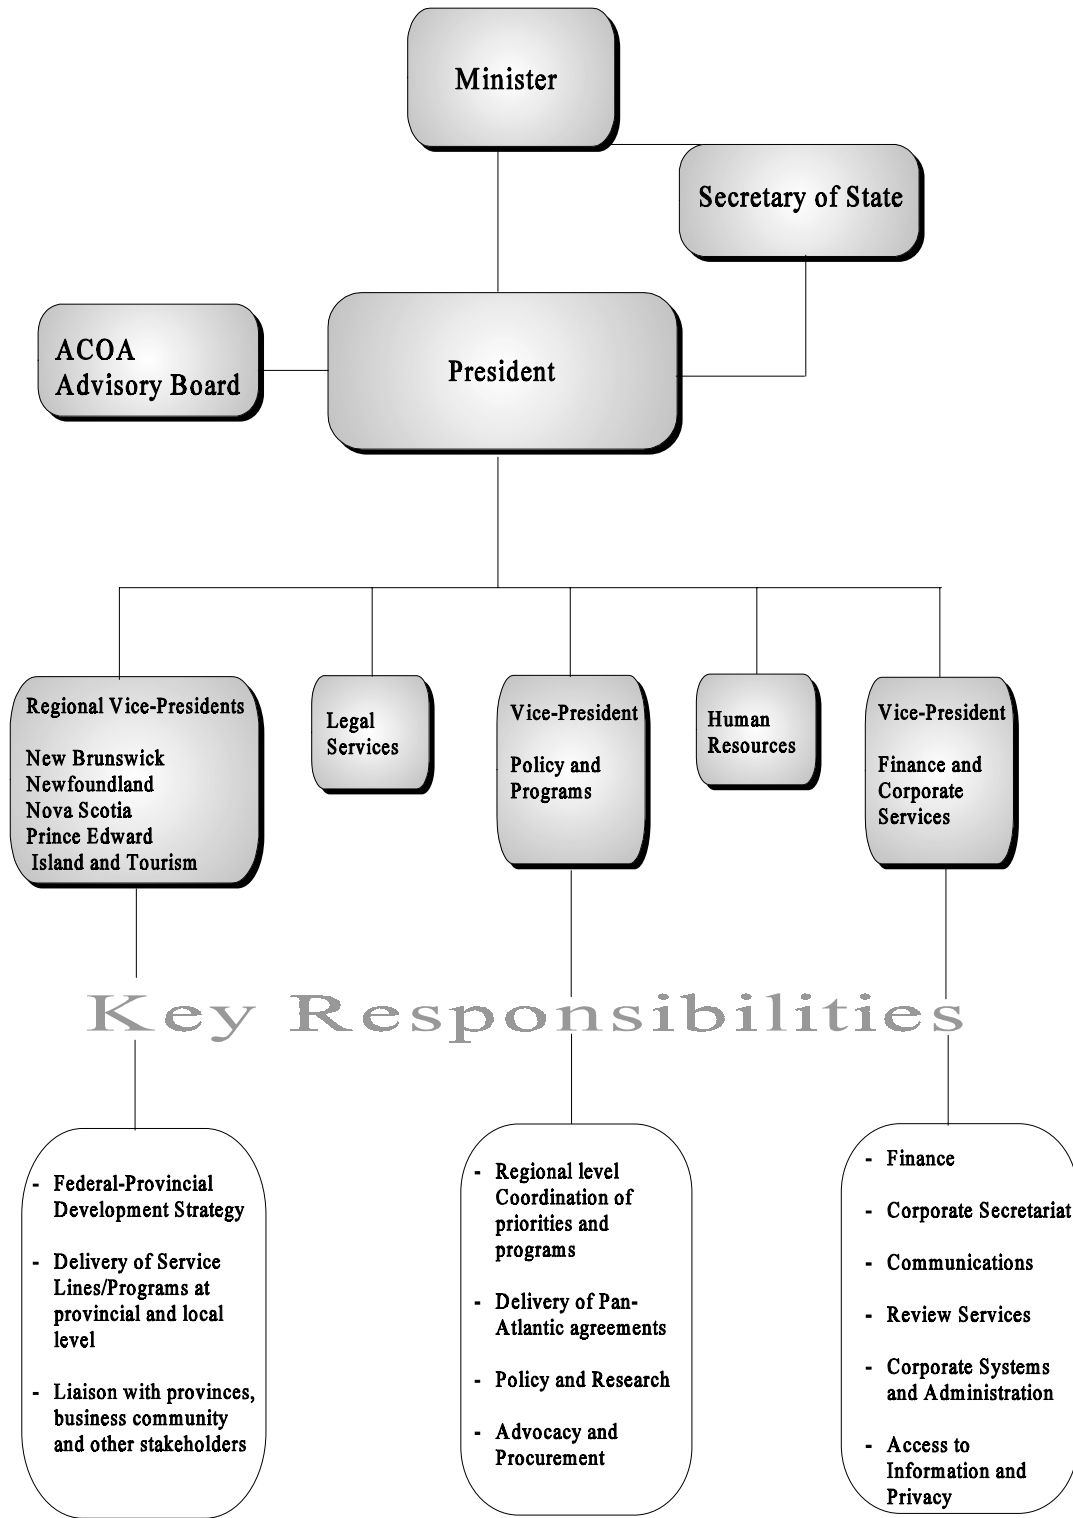 Minister
Secretary of State
ACOA
Advisory Board
President
Regional Vice-Presidents
New Brunswick
Newfoundland
Nova Scotia
Prince Edward
Island and Tourism
Legal
Services
Vice-President
Policy and
Programs
Human
Resources
Vice-President
Finance and
Corporate
Services
Key Responsibilities
- Federal-Provincial
Development Strategy
- Delivery of Service
Lines/Programs at
provincial and local
level
- Liaison with provinces,
business community
and other stakeholders
- Regional level
Coordination of
priorities and
programs
- Delivery of Pan-
Atlantic agreements
- Policy and Research
- Advocacy and
Procurement
- Finance
- Corporate Secretariat
- Communications
- Review Services
- Corporate Systems
and Administration
- Access to
Information and
Privacy